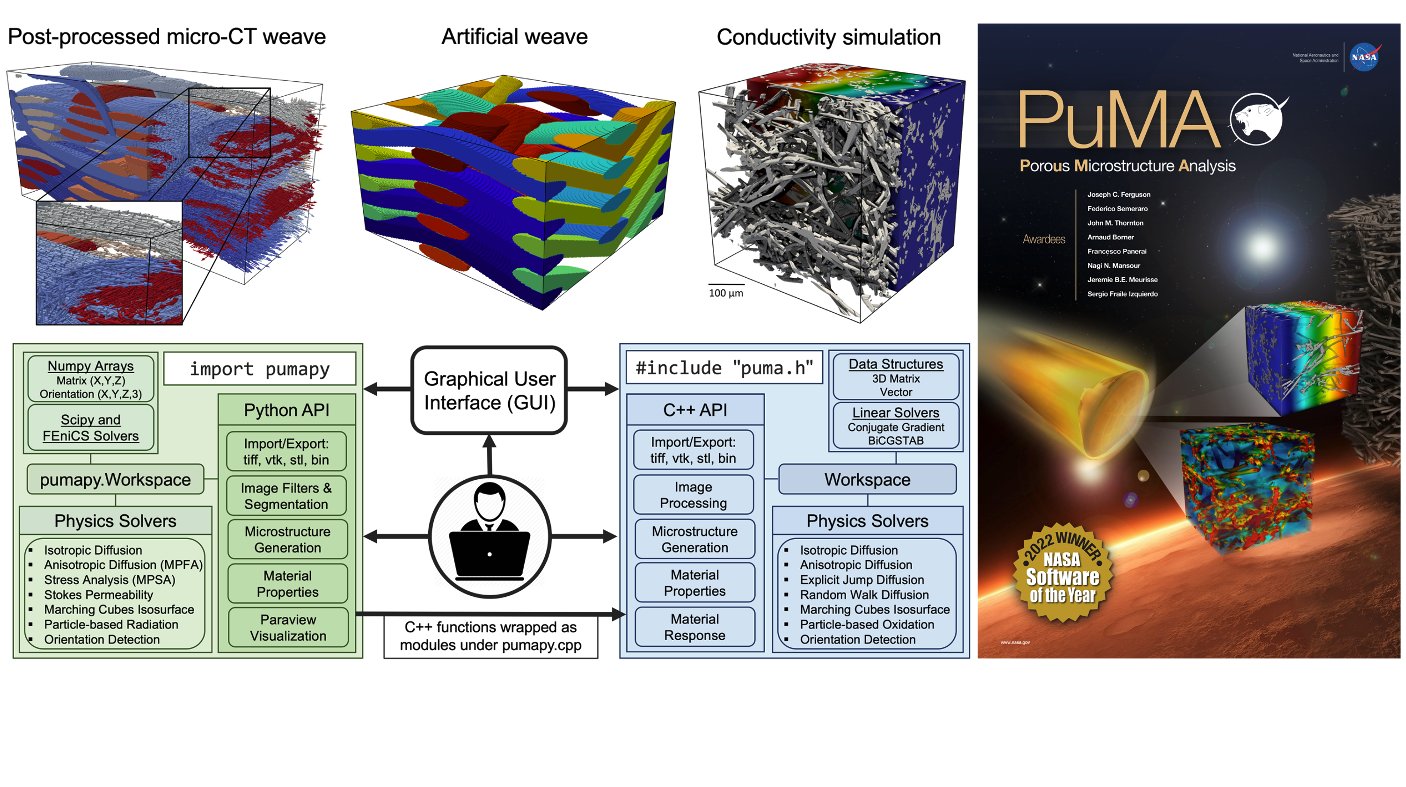 Post-processed micro-CT weave
Artificial weave
Conductivity simulation
100 µm
Numpy Arrays
Matrix (X,Y,Z)
Orientation (X,Y,Z,3)
Scipy and
FEniCS Solvers
import pumapy
pumapy.Workspace
Physics Solvers
▪ Isotropic Diffusion
▪ Anisotropic Diffusion (MPFA)
▪ Stress Analysis (MPSA)
▪ Stokes Permeability
▪ Marching Cubes Isosurface
▪ Particle-based Radiation
▪ Orientation Detection
Python API
Import/Export:
tiff, vtk, stl, bin
Image Filters &
Segmentation
Microstructure
Generation
Material
Properties
Paraview
Visualization
Graphical User
Interface (GUI)
C++ functions wrapped as
modules under pumapy.cpp
#include "puma.h"
C++ API
Import/Export:
tiff, vtk, stl, bin
Image
Processing
Microstructure
Generation
Material
Properties
Material
Response
Data Structures
3D Matrix
Vector
Linear Solvers
Conjugate Gradient
BiCGSTAB
Workspace
Physics Solvers
▪ Isotropic Diffusion
▪ Anisotropic Diffusion
▪ Explicit Jump Diffusion
▪ Random Walk Diffusion
▪ Marching Cubes Isosurface
▪ Particle-based Oxidation
▪ Orientation Detection
National Aeronautics and
Space Administration
NASA
PuMA
Porous Microstructure Analysis
Awardees
Joseph C. Ferguson
Federico Semeraro
John M. Thornton
Arnaud Borner
Francesco Panerai
Nagi N. Mansour
Jeremie B.E. Meurisse
Sergio Fraile Izquierdo
2022 WINNER
NASA
Software
of the Year
www.nasa.gov